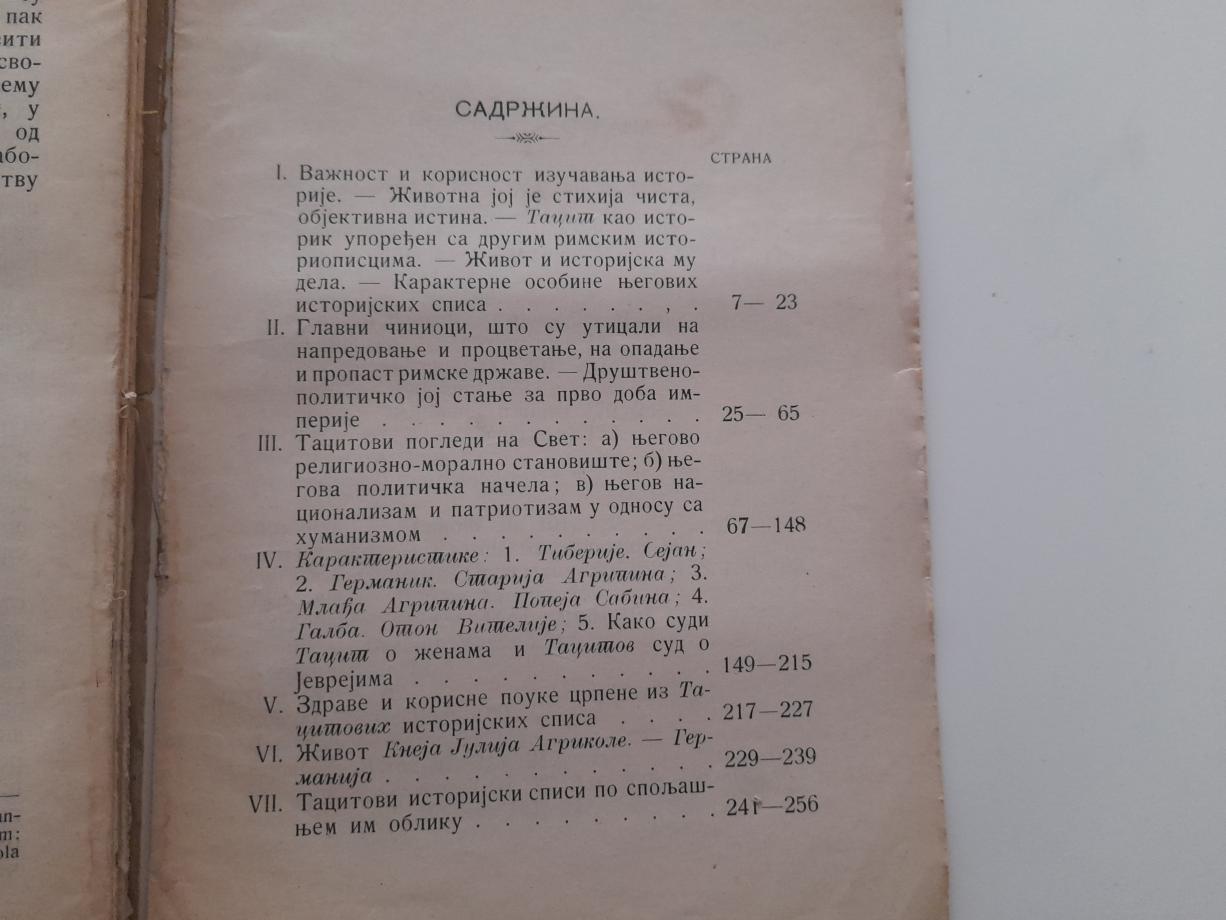 пак
сво-
ему
у
од
тву
САДРЖИНА.
СТРАНА
I. Важност и корисност изучавања исто-
рије. — Животна јој је стихија чиста,
објективна истина. — Тацит као исто-
рик упоређен са другим римским исто-
риописцима. — Живот и историјска му
дела. — Карактерне особине његових
историјских списа . . . . . . , . 7— 23
II. Главни чиниоци, што су утицали на
напредовање и процветање, на опадање
и пропаст римске државе. — Друштвено-
политичко јој стање за прво доба им-
перије . . . . . . . . . . . . 25— 65
III. Тацитови погледи на Свет: а) његово
религиозно-морално становиште; б) ње-
гова политичка начела; в) његов на-
ционализам и патриотизам у односу са
хуманизмом . . . . . . . . . . 67—148
IV. Карактеристике: 1. Тиберије. Сејан;
2. Германик. Старија Агрипина; 3.
Млађа Агрипина. Попеја Сабина; 4.
Галба. Отон Вителије; 5. Како суди
Тацит о женама и Тацитов суд о
Јеврејима . . . . . . . . . . . 149—215
V. Здраве и корисне поуке црпене из Та-
цитових историјских списа . . . . 217—227
VI. Живот Кнеја Јулија Агриколе. — Гер-
манија . . . . . . . . . . . . 229—239
VII. Тацитови историјски списи по спољаш-
њем им облику . . . . . . . . . 241—256